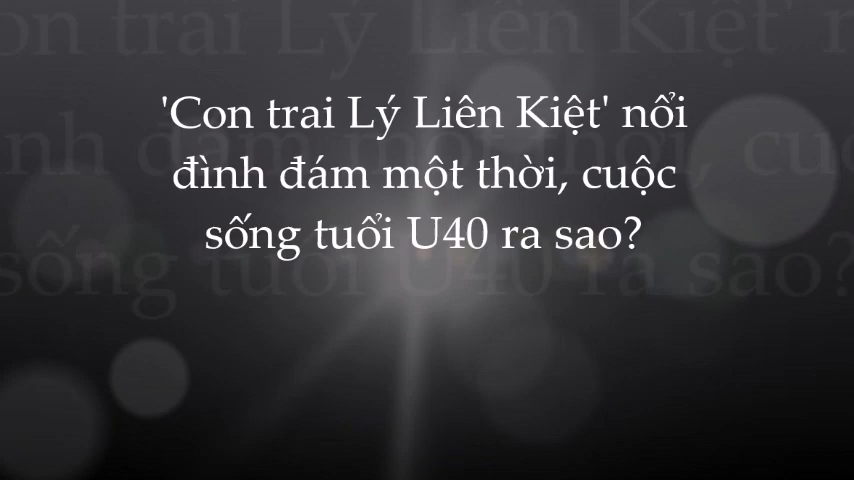 'Con trai Lý Liên Kiệt' nổi
đình đám một thời, cuộc
sống tuổi U40 ra sao?